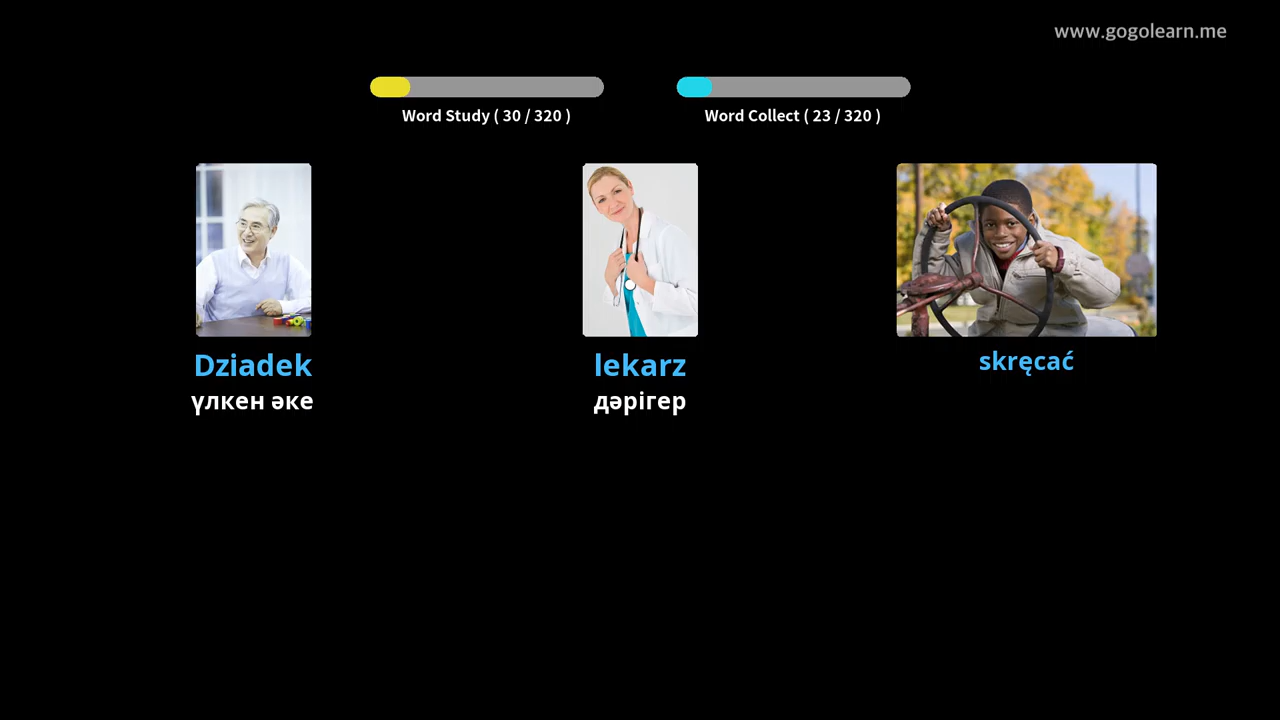 www.gogolearn.me
Word Study ( 30 / 320 )
Word Collect ( 23 / 320 )
Dziadek
үлкен әке
lekarz
дәрігер
skręcać